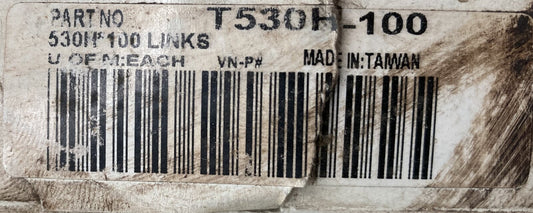 PART NO T530H-100
530H*100 LINKS
U OF M:EACH VN-P# MADE IN:TAIWAN